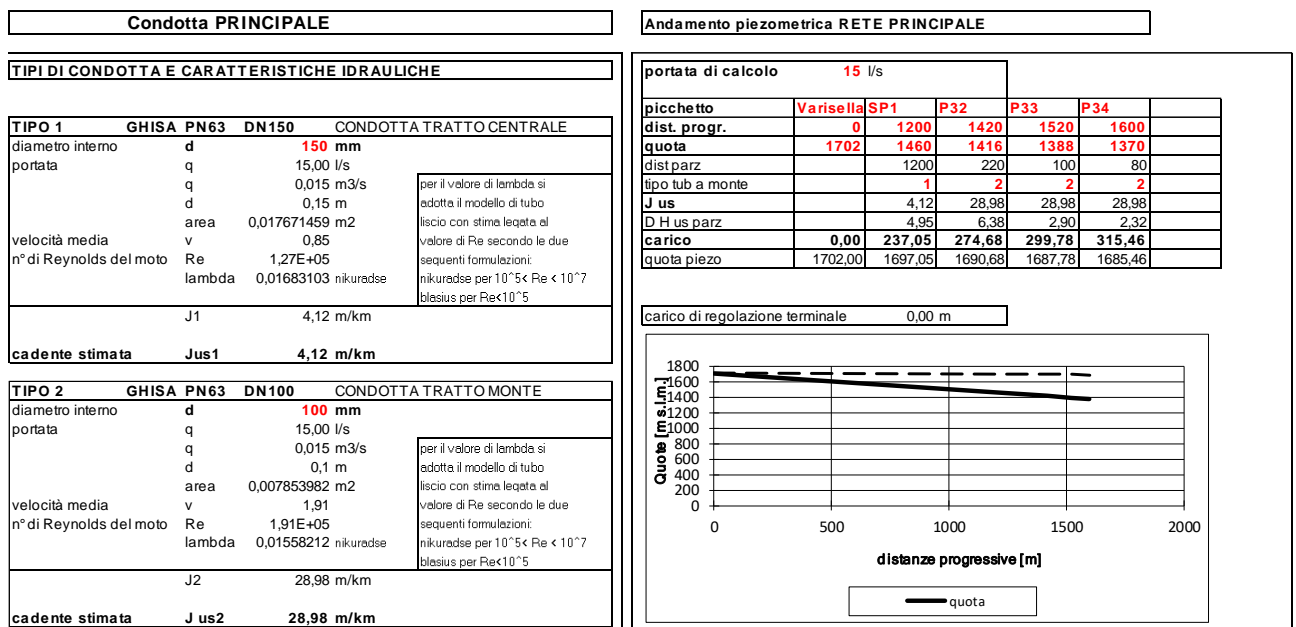 Condotta PRINCIPALE
TIPI DI CONDOTTA E CARATTERISTICHE IDRAULICHE
TIPO 1 GHISA PN63 DN150 CONDOTTA TRATTO CENTRALE
diametro interno d 150 mm
portata q 15,00 l/s
q 0,015 m3/s per il valore di lambda si
d 0,15 m adotta il modello di tubo
area 0,017671459 m2 liscio con stima legata al
velocità media v 0,85 valore di Re secondo le due
n° di Reynolds del moto Re 1,27E+05 sequenti formulazioni:
lambda 0,01683103 nikuradse nikuradse per 10^5< Re < 10^7
blasius per Re<10^5
J1 4,12 m/km
cadente stimata Jus1 4,12 m/km
TIPO 2 GHISA PN63 DN100 CONDOTTA TRATTO MONTE
diametro interno d 100 mm
portata q 15,00 l/s
q 0,015 m3/s per il valore di lambda si
d 0,1 m adotta il modello di tubo
area 0,007853982 m2 liscio con stima legata al
velocità media v 1,91 valore di Re secondo le due
n° di Reynolds del moto Re 1,91E+05 sequenti formulazioni:
lambda 0,01558212 nikuradse nikuradse per 10^5< Re < 10^7
blasius per Re<10^5
J2 28,98 m/km
cadente stimata J us2 28,98 m/km
Andamento piezometrica RETE PRINCIPALE
portata di calcolo 15 l/s
picchetto Varisella SP1 P32 P33 P34
dist. progr. 0 1200 1420 1520 1600
quota 1702 1460 1416 1388 1370
dist parz 1200 220 100 80
tipo tub a monte 1 2 2 2
J us 4,12 28,98 28,98 28,98
D H us parz 4,95 6,38 2,90 2,32
carico 0,00 237,05 274,68 299,78 315,46
quota piezo 1702,00 1697,05 1690,68 1687,78 1685,46
carico di regolazione terminale 0,00 m
Quote [m s.l.m.]
1800
1600
1400
1200
1000
800
600
400
200
0
0 500 1000 1500 2000
distanze progressive [m]
quota